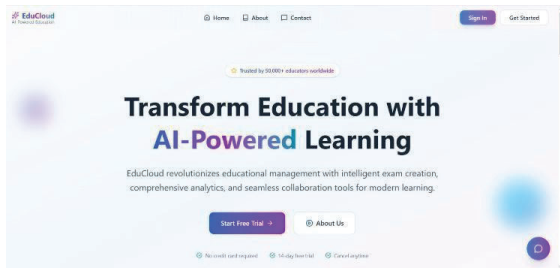 EduCloud
AI Powered Education
Home
About
Contact
Sign In
Get Started
Trusted by 50,000+ educators worldwide
Transform Education with
AI-Powered Learning
EduCloud revolutionizes educational management with intelligent exam creation,
comprehensive analytics, and seamless collaboration tools for modern learning.
Start Free Trial →
About Us
No credit card required
14-day free trial
Cancel anytime